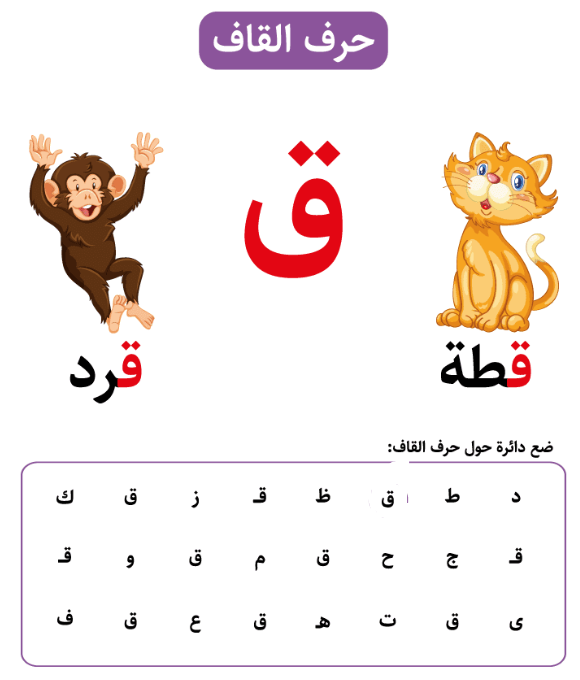 حرف القاف
ق
قطة
قرد
ضع دائرة حول حرف القاف:
د ط ق ظ قـ ز ق ك
قـ ج ح ق م ق و قـ
ى ق ت هـ ق ع ق ف